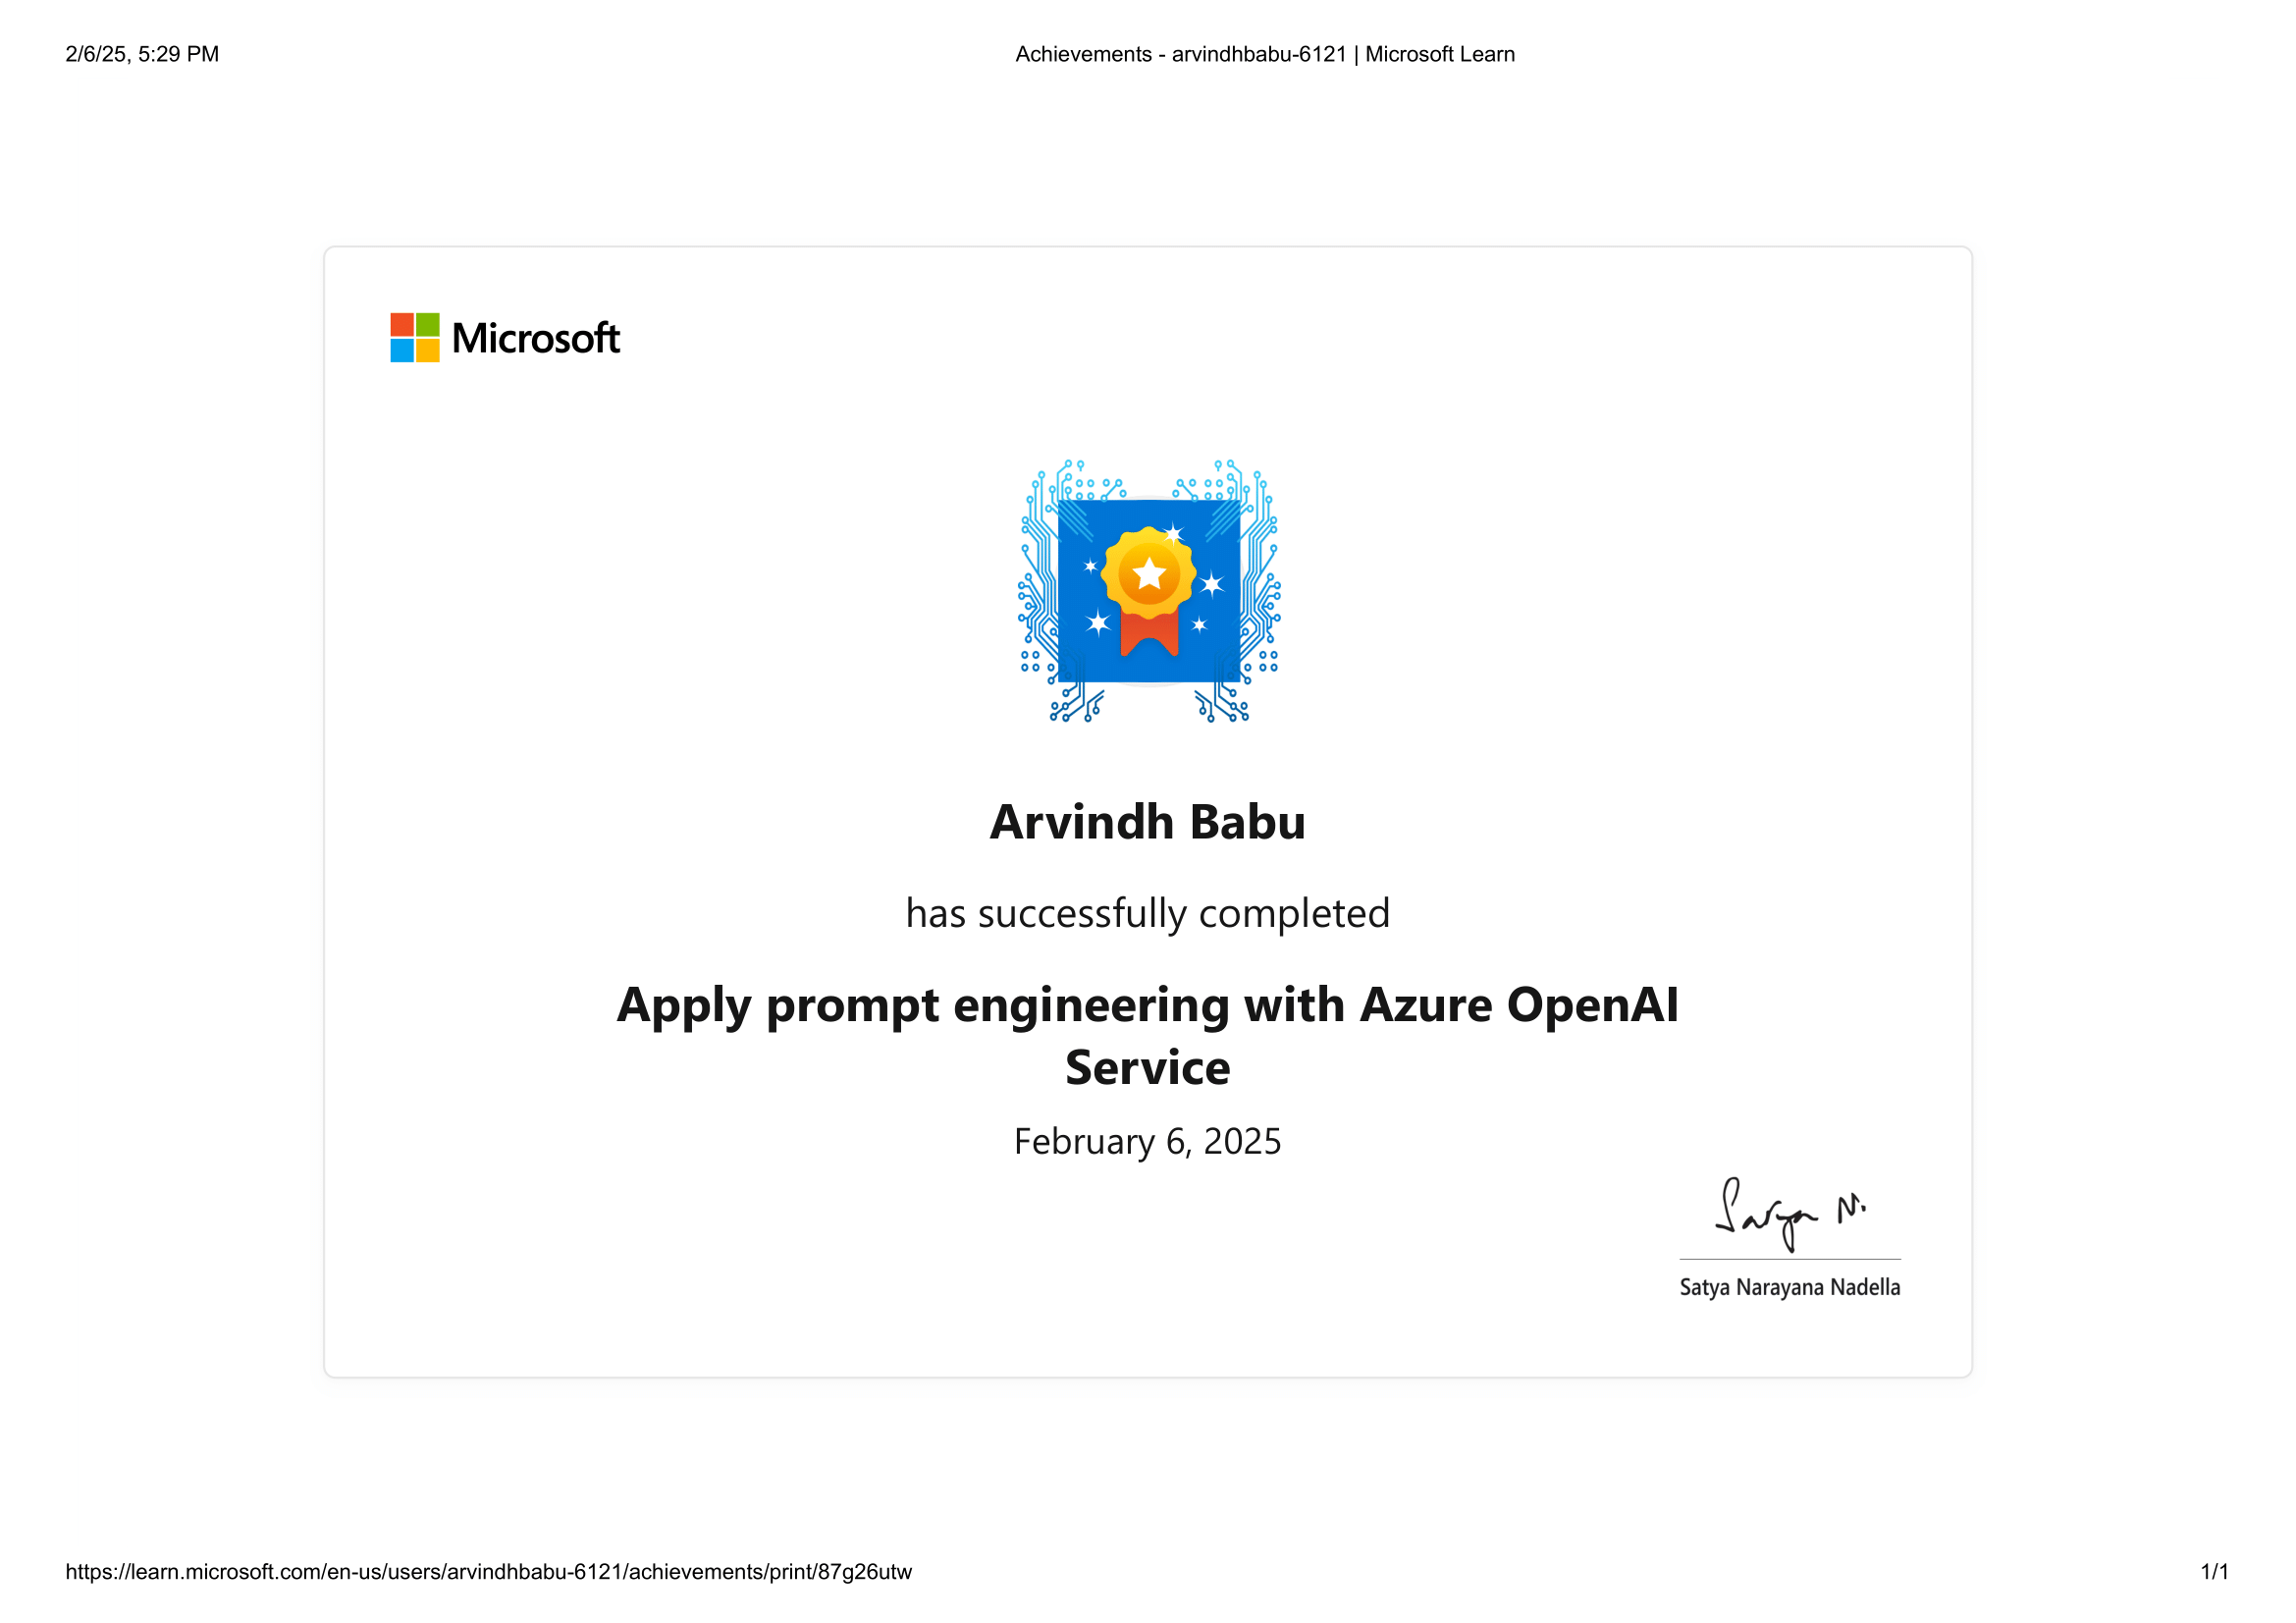 2/6/25, 5:29 PM
Achievements - arvindhbabu-6121 | Microsoft Learn
Microsoft
Arvindh Babu
has successfully completed
Apply prompt engineering with Azure OpenAI
Service
February 6, 2025
Satya N.
Satya Narayana Nadella
https://learn.microsoft.com/en-us/users/arvindhbabu-6121/achievements/print/87g26utw
1/1